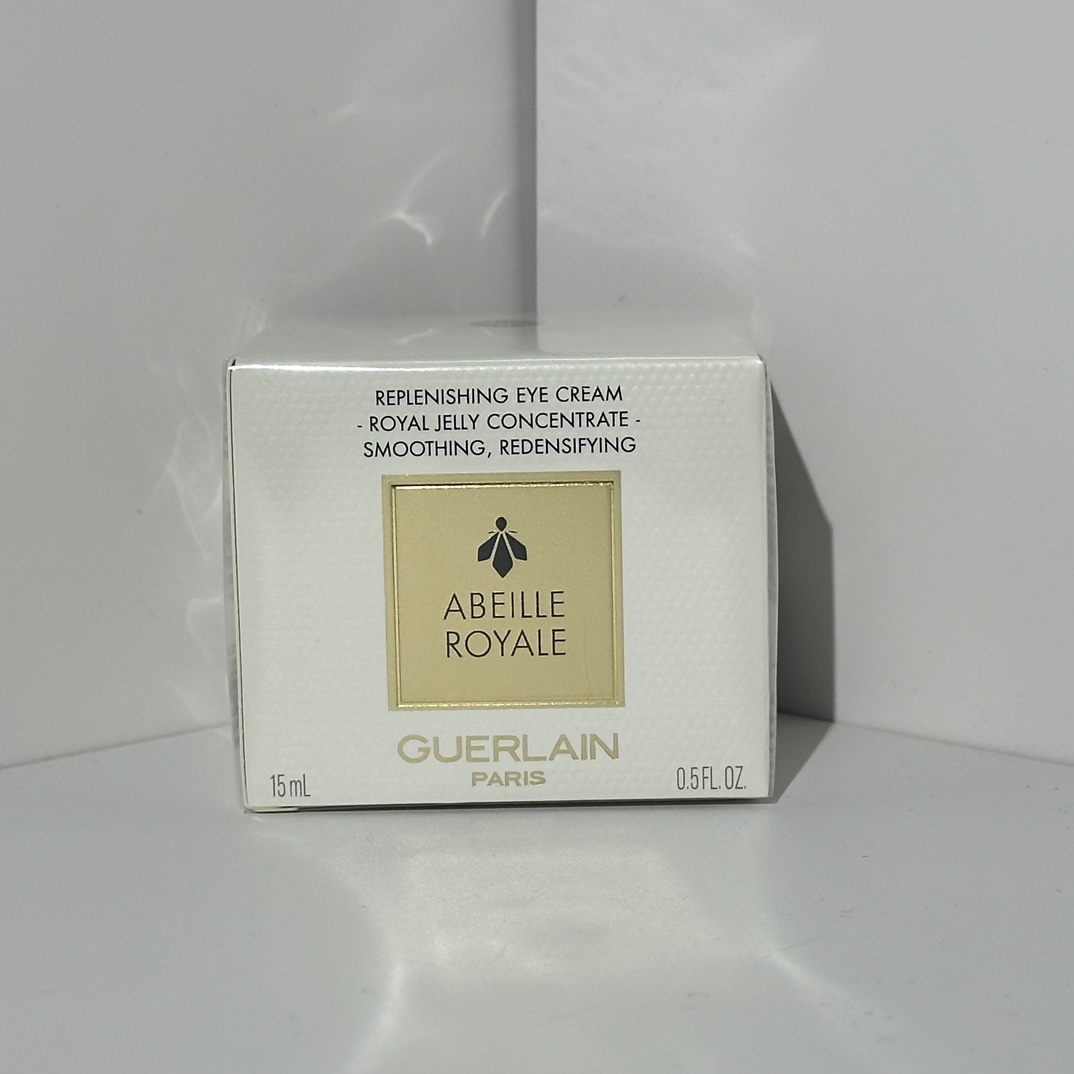 REPLENISHING EYE CREAM
- ROYAL JELLY CONCENTRATE -
SMOOTHING, REDENSIFYING
ABEILLE
ROYALE
GUERLAIN
PARIS
15 mL
0.5 FL. OZ.